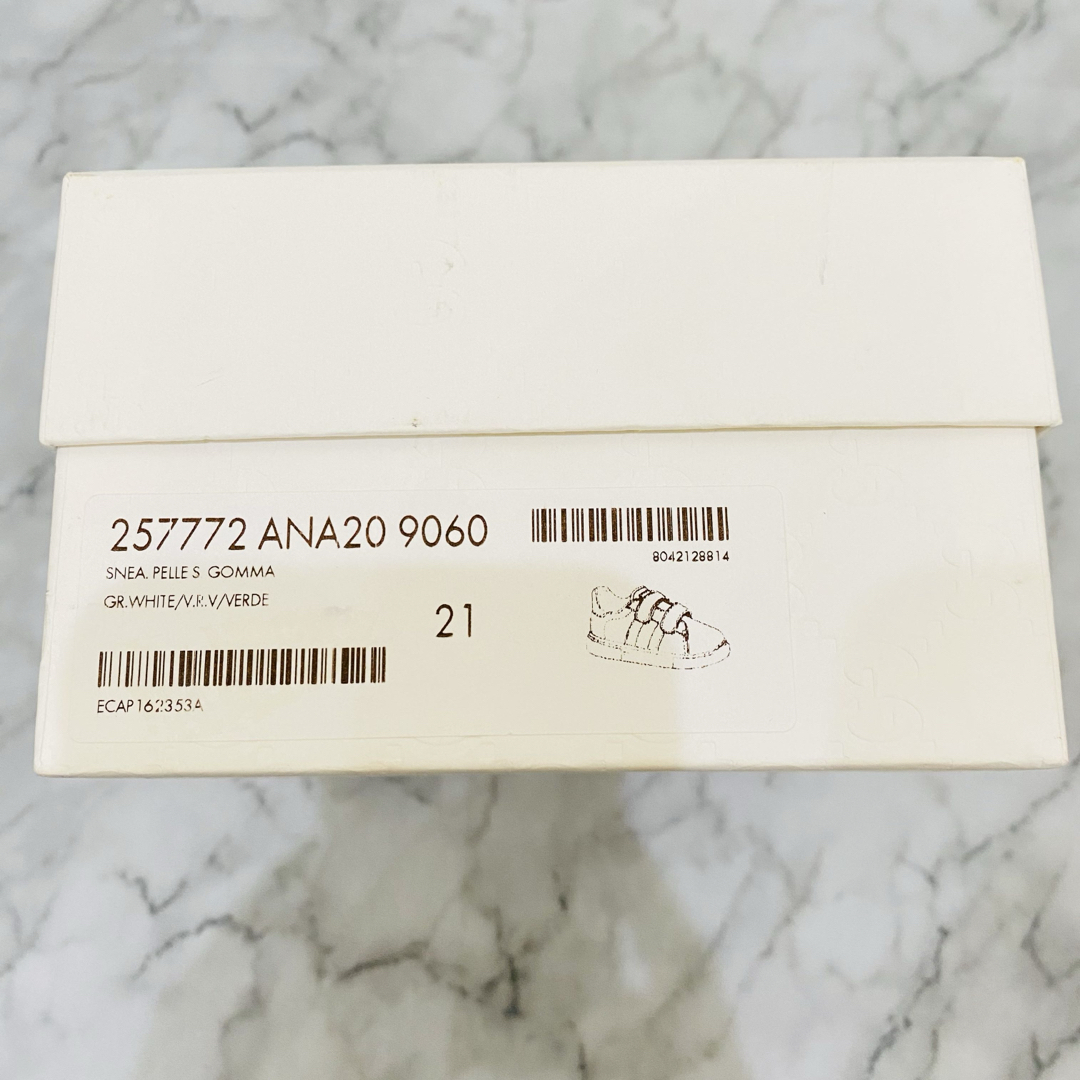 257772 ANA20 9060
8042128814
SNEA. PELLE S GOMMA
GR.WHITE/V.R.V/VERDE
21
ECAP162353A